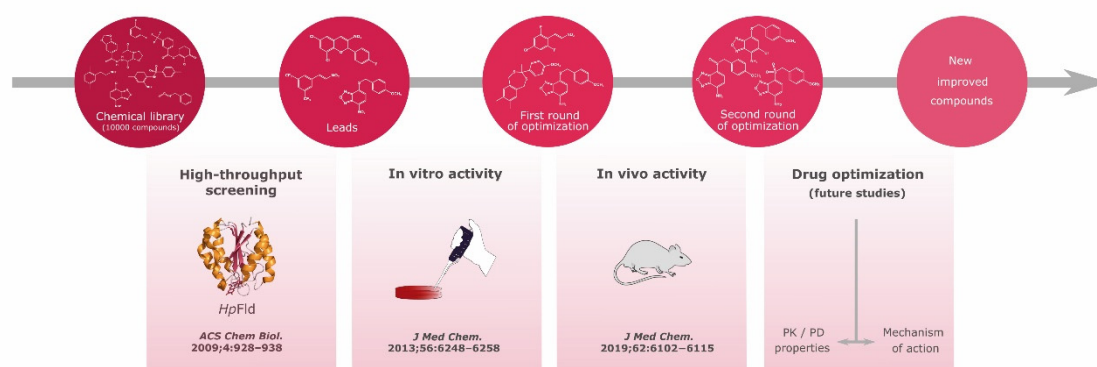 Chemical library
(10000 compounds)
Leads
First round
of optimization
Second round
of optimization
New
improved
compounds
High-throughput
screening
HpFld
ACS Chem Biol.
2009;4:928–938
In vitro activity
J Med Chem.
2013;56:6248–6258
In vivo activity
J Med Chem.
2019;62:6102–6115
Drug optimization
(future studies)
PK / PD
properties
Mechanism
of action